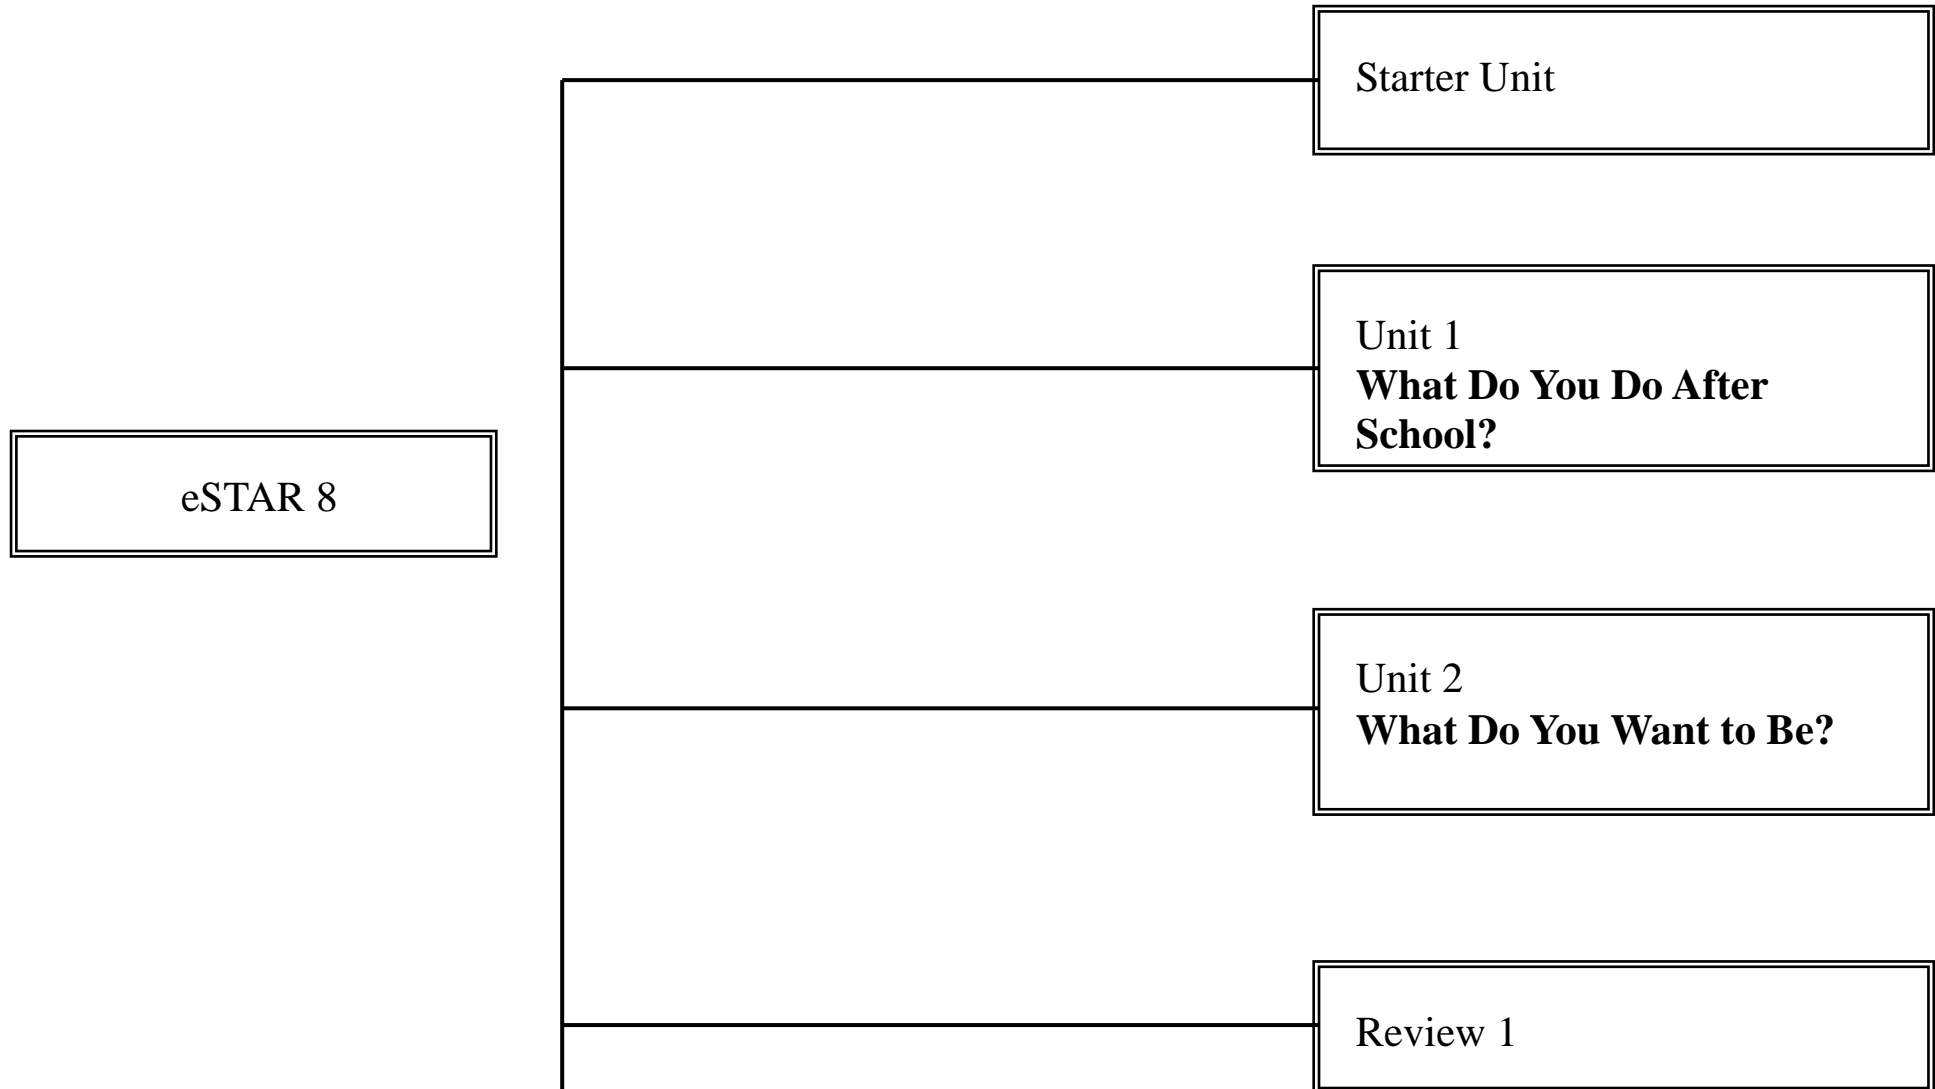 Starter Unit
Unit 1
What Do You Do After
School?
eSTAR 8
Unit 2
What Do You Want to Be?
Review 1